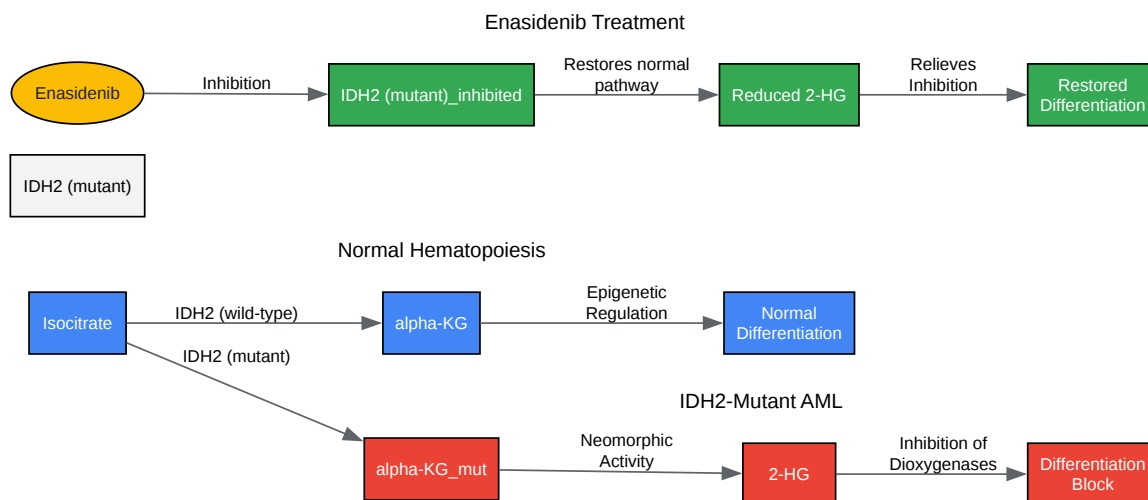 Enasidenib Treatment
Enasidenib
Inhibition
IDH2 (mutant)_inhibited
Restores normal
pathway
Reduced 2-HG
Relieves
Inhibition
Restored
Differentiation
IDH2 (mutant)
Normal Hematopoiesis
Isocitrate
IDH2 (wild-type)
alpha-KG
Epigenetic
Regulation
Normal
Differentiation
IDH2 (mutant)
IDH2-Mutant AML
alpha-KG_mut
Neomorphic
Activity
2-HG
Inhibition of
Dioxygenases
Differentiation
Block